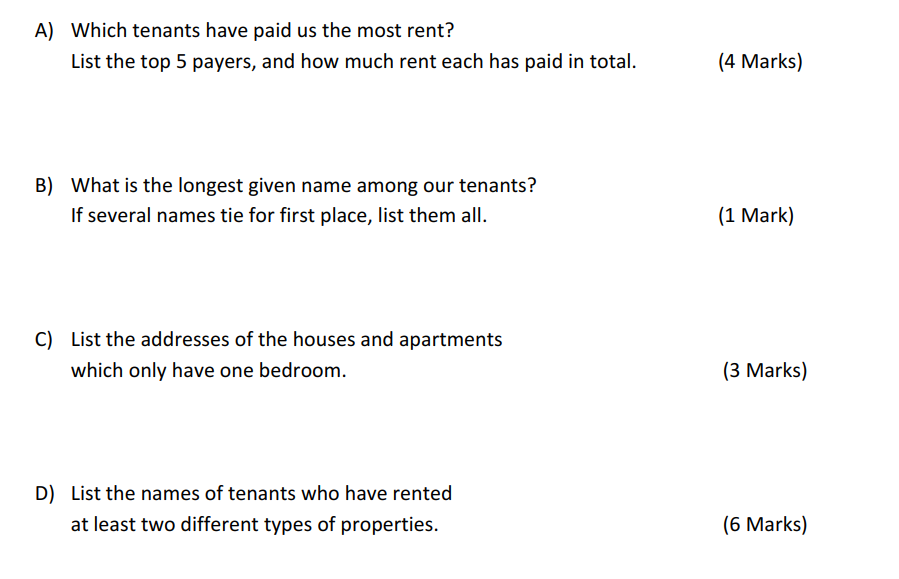 A) Which tenants have paid us the most rent?
List the top 5 payers, and how much rent each has paid in total. (4 Marks)
B) What is the longest given name among our tenants?
If several names tie for first place, list them all. (1 Mark)
C) List the addresses of the houses and apartments
which only have one bedroom. (3 Marks)
D) List the names of tenants who have rented
at least two different types of properties. (6 Marks)